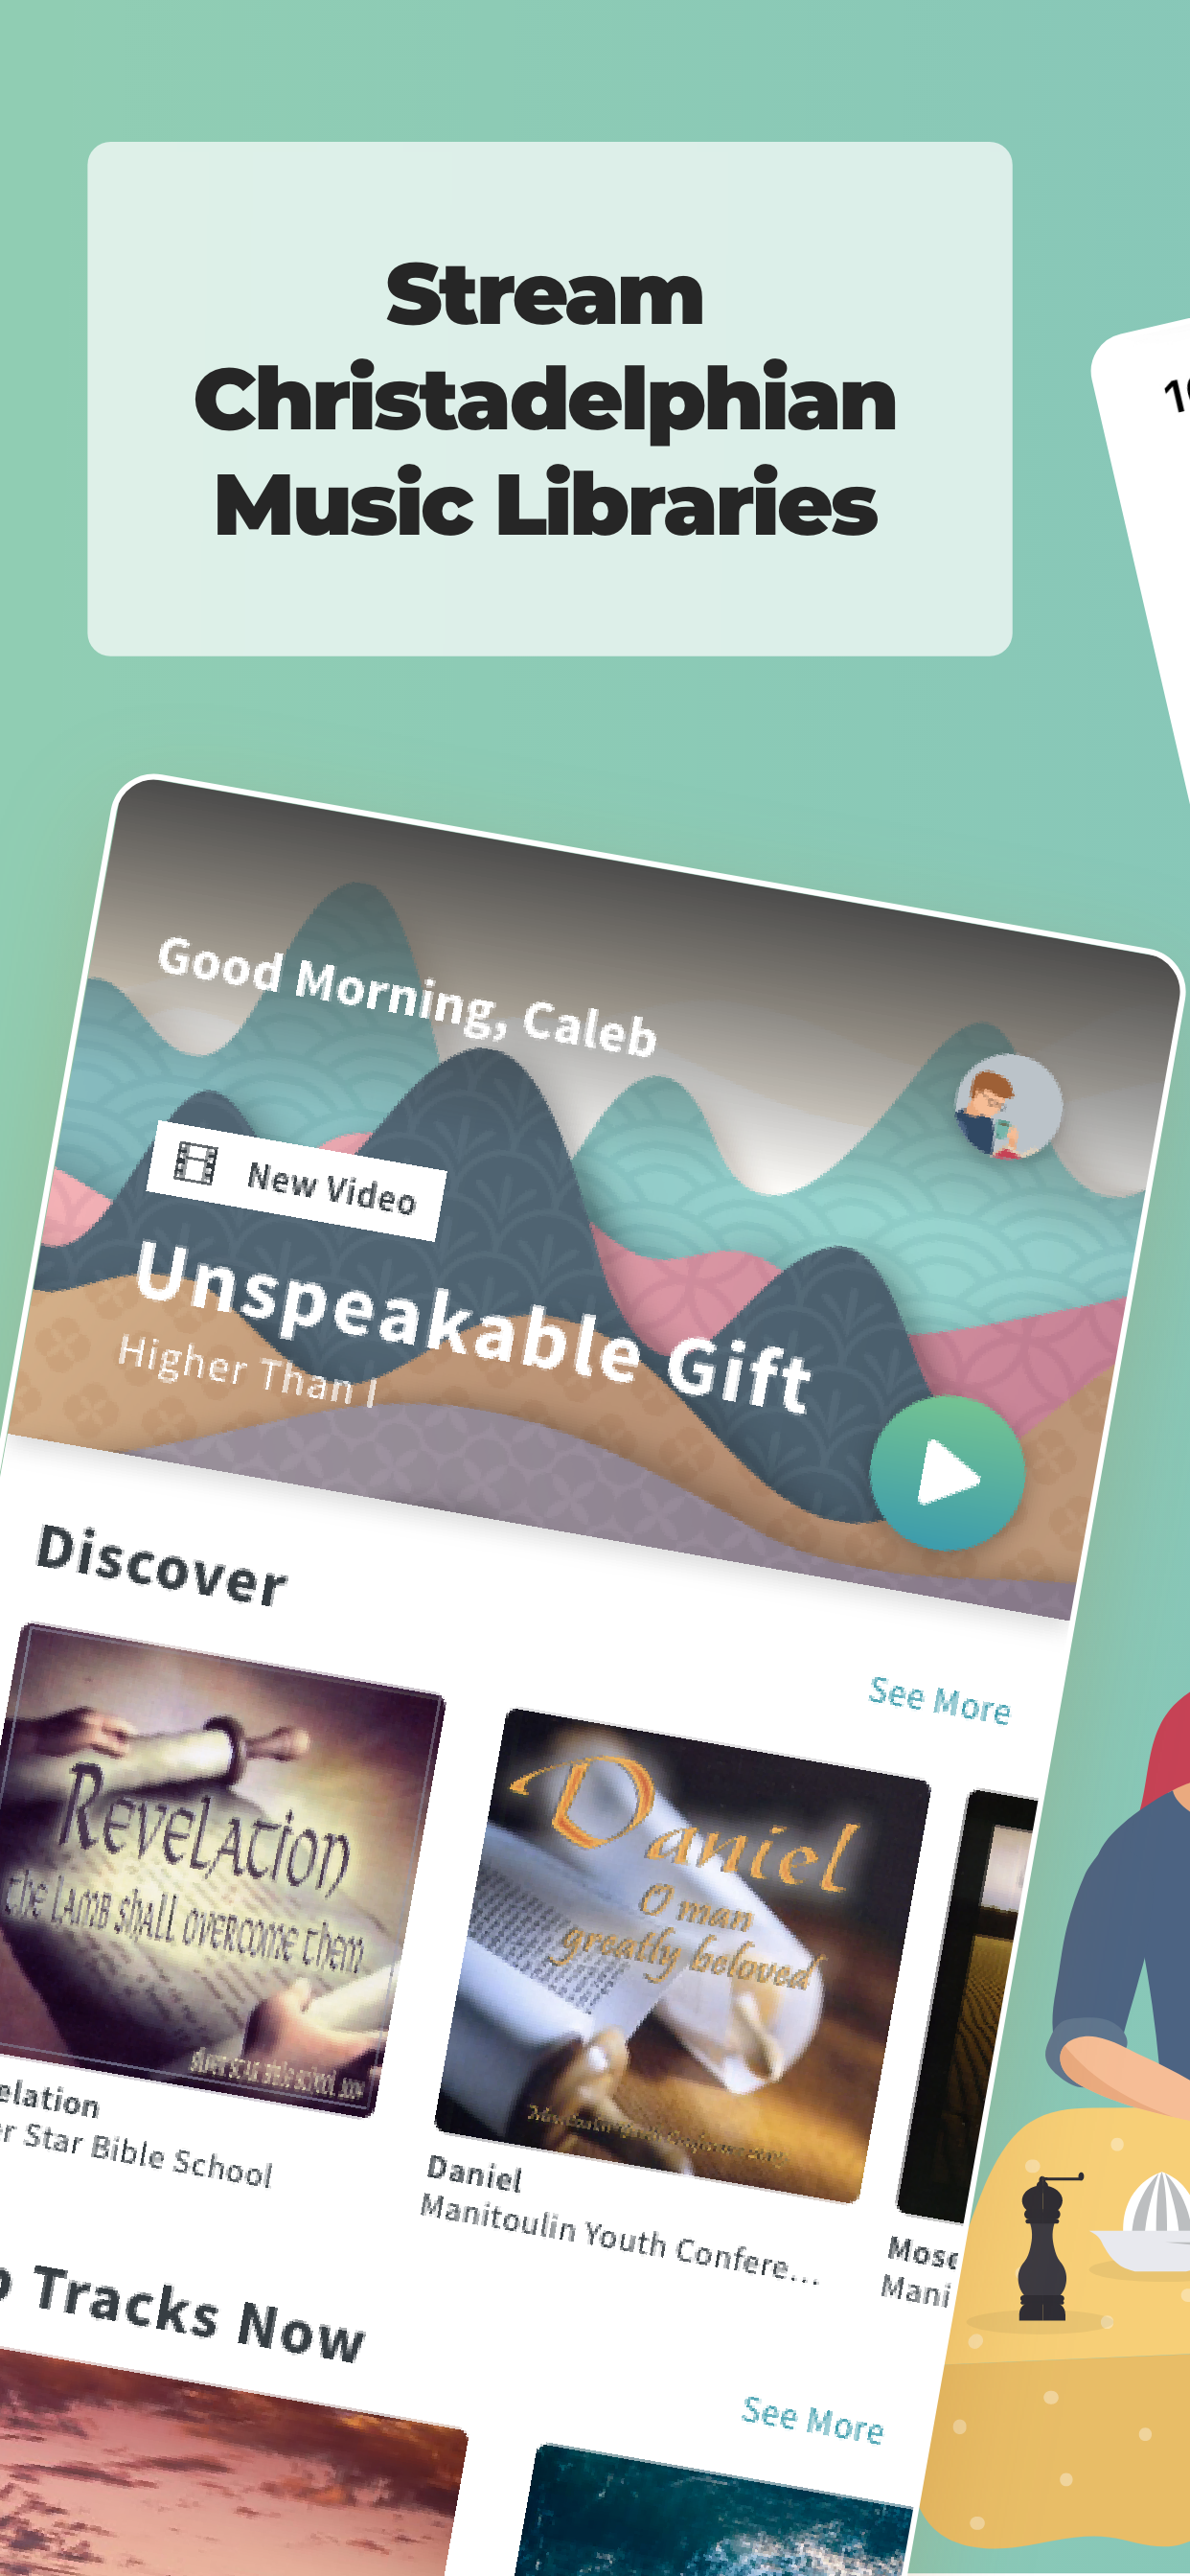 Stream
Christadelphian
Music Libraries
Good Morning, Caleb
New Video
Unspeakable Gift
Higher Than I
Discover
See More
Revelation
the Lamb shall overcome them
silver star bible school
Daniel
O man
greatly beloved
elation
er Star Bible School
Daniel
Manitoulin Youth Confere...
Mose
Mani
Tracks Now
See More